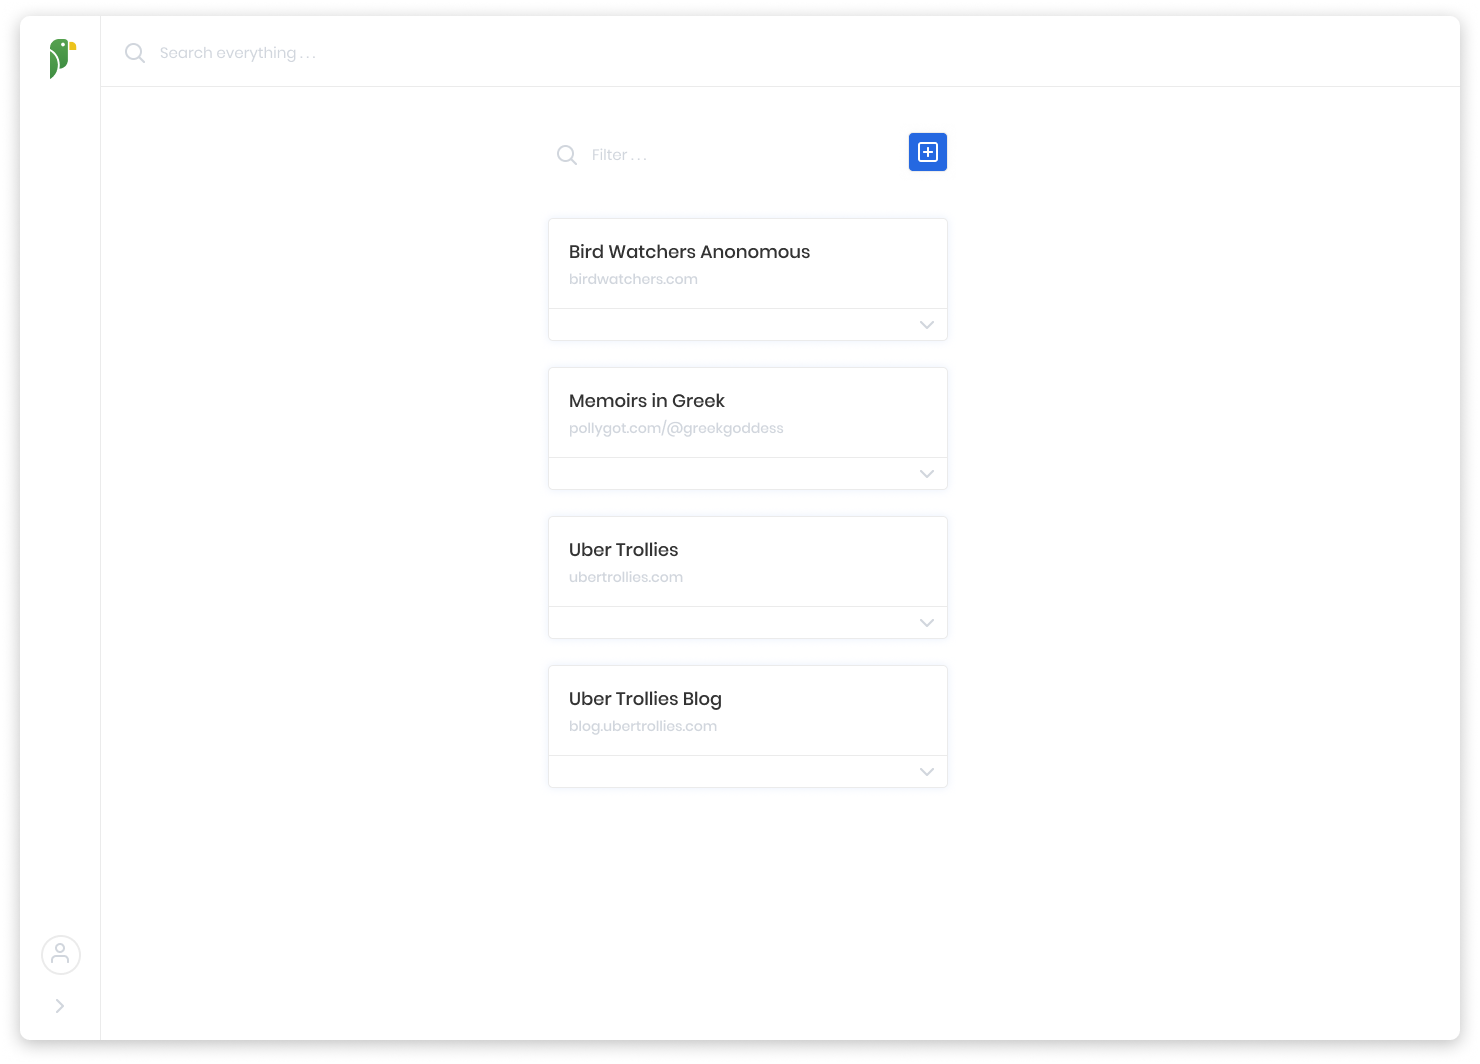 Search everything . . .
Filter . . .
Bird Watchers Anonomous
birdwatchers.com
Memoirs in Greek
pollygot.com/@greekgoddess
Uber Trollies
ubertrollies.com
Uber Trollies Blog
blog.ubertrollies.com